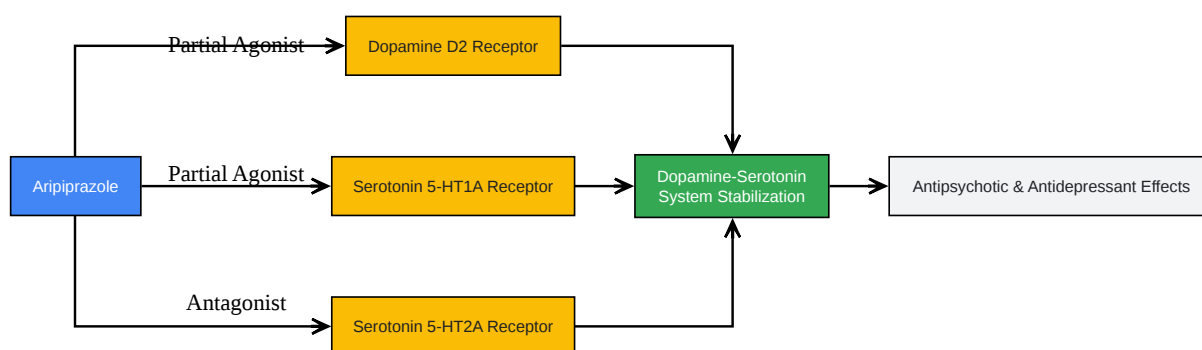 Partial Agonist
Dopamine D2 Receptor
Aripiprazole
Partial Agonist
Serotonin 5-HT1A Receptor
Dopamine-Serotonin
System Stabilization
Antipsychotic & Antidepressant Effects
Antagonist
Serotonin 5-HT2A Receptor